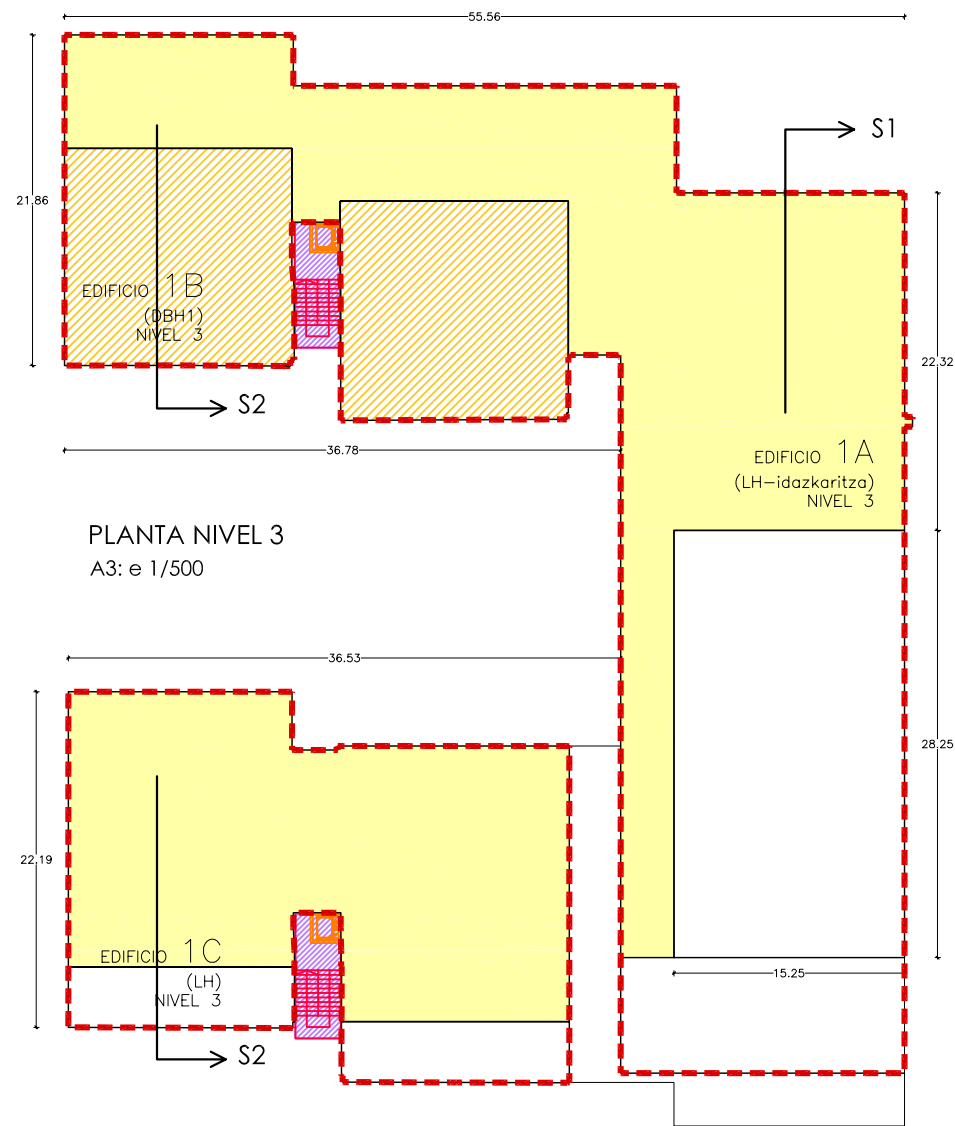 55.56
S1
21.86
EDIFICIO 1B
(DBH1)
NIVEL 3
22.32
S2
36.78
EDIFICIO 1A
(LH-idazkaritza)
NIVEL 3
PLANTA NIVEL 3
A3: e 1/500
36.53
28.25
22.19
EDIFICIO 1C
(LH)
NIVEL 3
15.25
S2